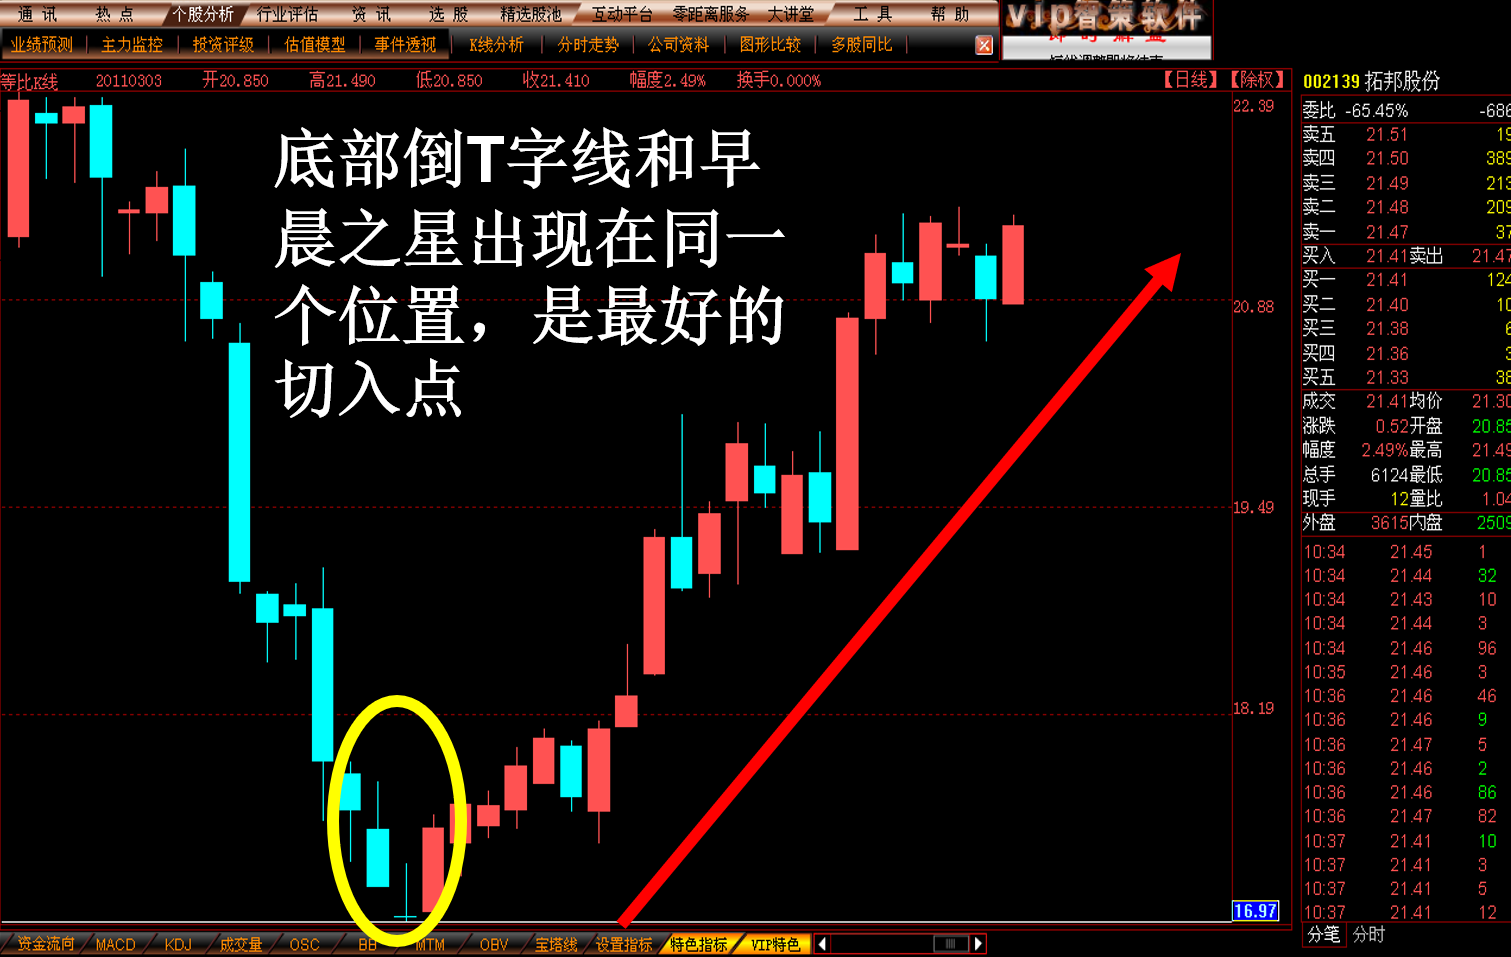 通 讯 热 点 个股分析 行业评估 资 讯 选 股 精选股池 互动平台 零距离服务 大讲堂 工 具 帮 助
vip智策软件
业绩预测 主力监控 投资评级 估值模型 事件透视 K线分析 分时走势 公司资料 图形比较 多股同比
等比K线 20110303 开20.850 高21.490 低20.850 收21.410 幅度2.49% 换手0.000% 【日线】【除权】
002139 拓邦股份
22.39
20.88
19.49
18.19
16.97
底部倒T字线和早
晨之星出现在同一
个位置，是最好的
切入点
委比 -65.45% -686
卖五 21.51 19
卖四 21.50 389
卖三 21.49 213
卖二 21.48 209
卖一 21.47 37
买入 21.41 卖出 21.47
买一 21.41 124
买二 21.40 10
买三 21.38 6
买四 21.36 3
买五 21.33 38
成交 21.41 均价 21.30
涨跌 0.52 开盘 20.85
幅度 2.49% 最高 21.49
总手 6124 最低 20.85
现手 12 量比 1.04
外盘 3615 内盘 2509
10:34 21.45 1
10:34 21.44 32
10:34 21.43 10
10:34 21.44 3
10:34 21.46 96
10:35 21.46 3
10:36 21.46 46
10:36 21.46 9
10:36 21.47 5
10:36 21.46 2
10:36 21.46 86
10:36 21.47 82
10:37 21.41 10
10:37 21.41 3
10:37 21.41 5
10:37 21.41 12
分笔 分时
资金流向 MACD KDJ 成交量 OSC BB MTM OBV 宝塔线 设置指标 特色指标 VIP特色